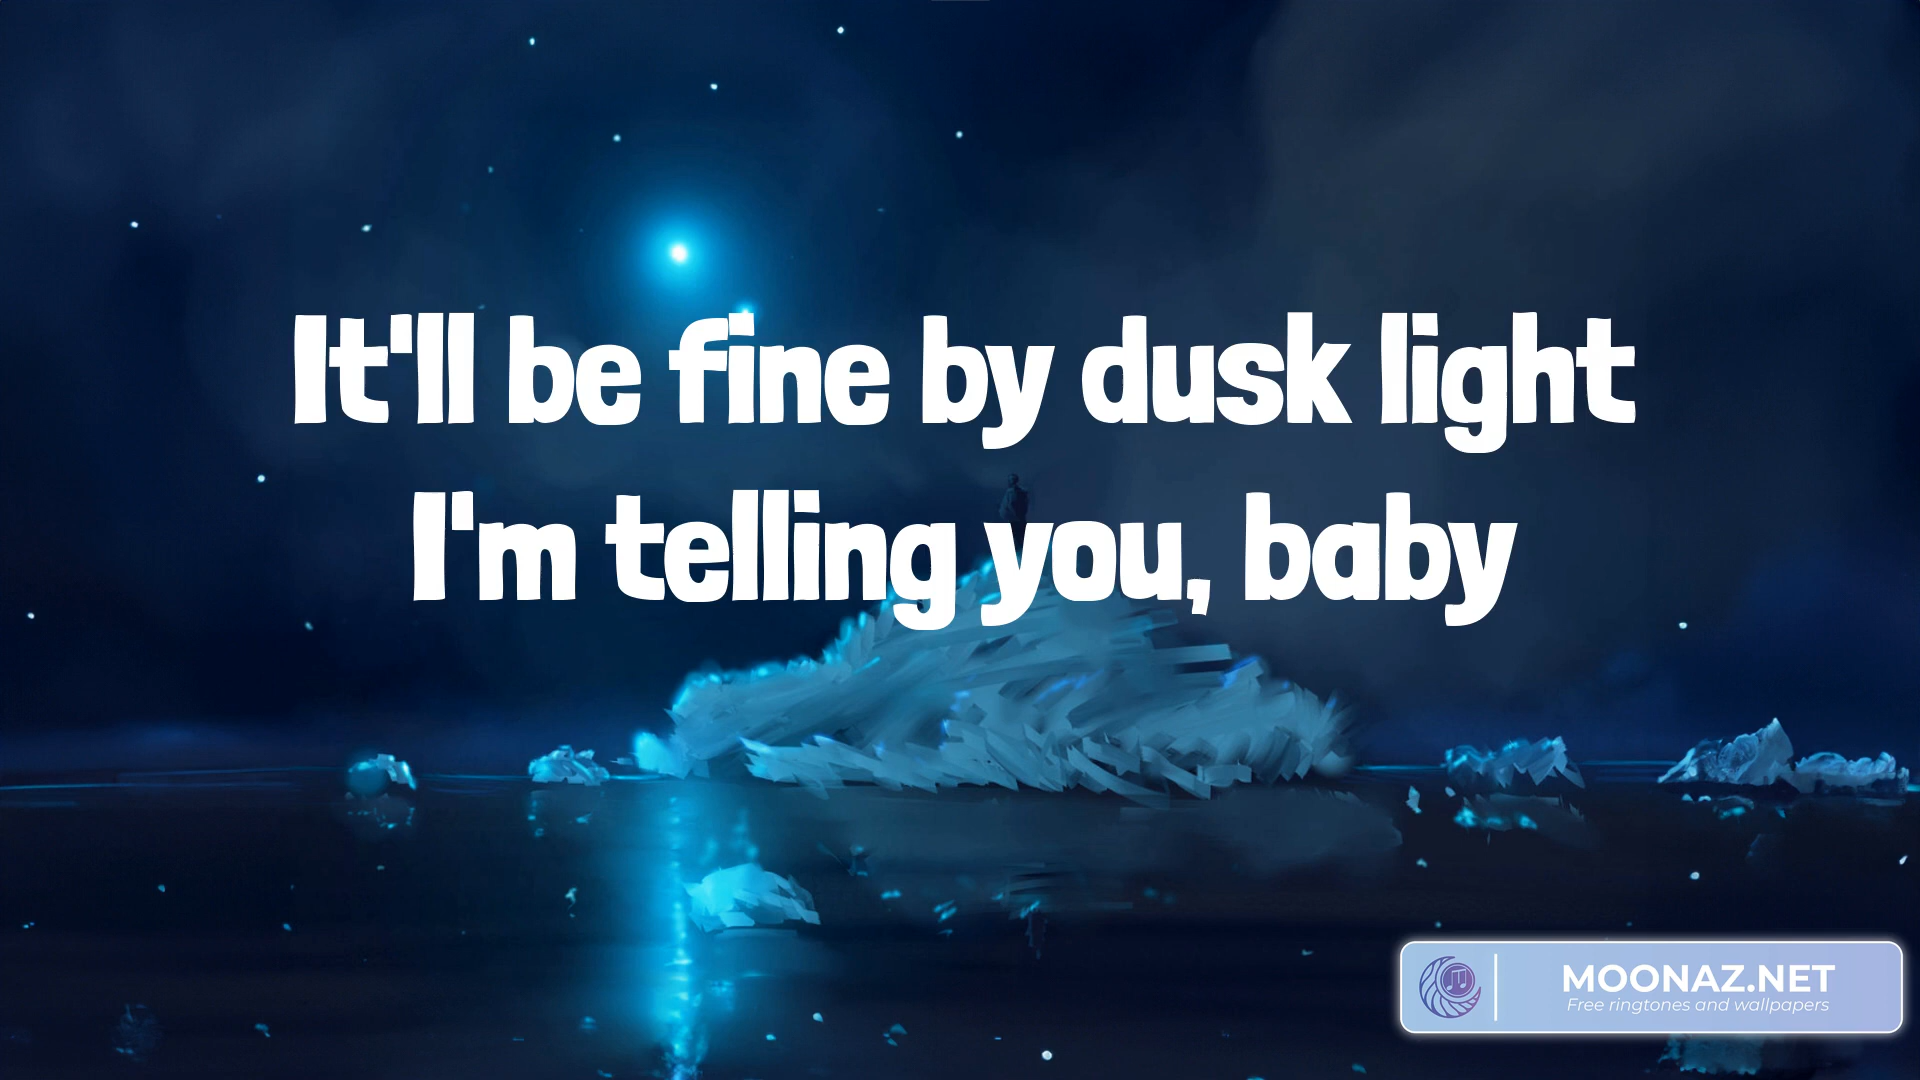 It'll be fine by dusk light
I'm telling you, baby
MOONAZ.NET
Free ringtones and wallpapers